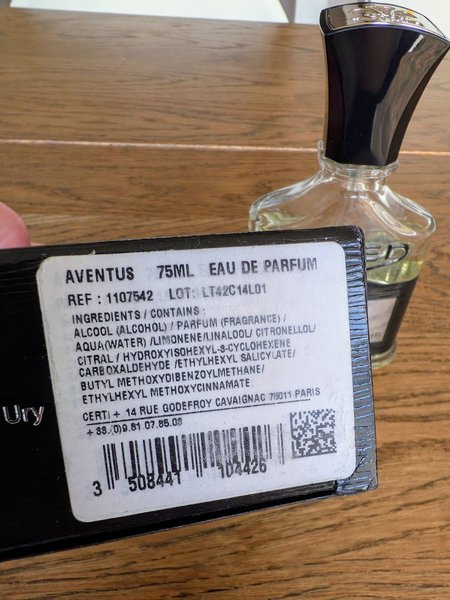 AVENTUS 75ML EAU DE PARFUM
REF : 1107542 LOT: LT42C14L01
INGREDIENTS / CONTAINS :
ALCOOL (ALCOHOL) / PARFUM (FRAGRANCE) /
AQUA(WATER) /LIMONENE/LINALOOL/ CITRONELLOL/
CITRAL / HYDROXYISOHEXYL-3-CYCLOHEXENE
CARBOXALDEHYDE /ETHYLHEXYL SALICYLATE/
BUTYL METHOXYDIBENZOYLMETHANE/
ETHYLHEXYL METHOXYCINNAMATE.
CERTI + 14 RUE GODEFROY CAVAIGNAC 75011 PARIS
+ 33.(0)9.81.07.85.08
3 508441 104426
Ury
ED